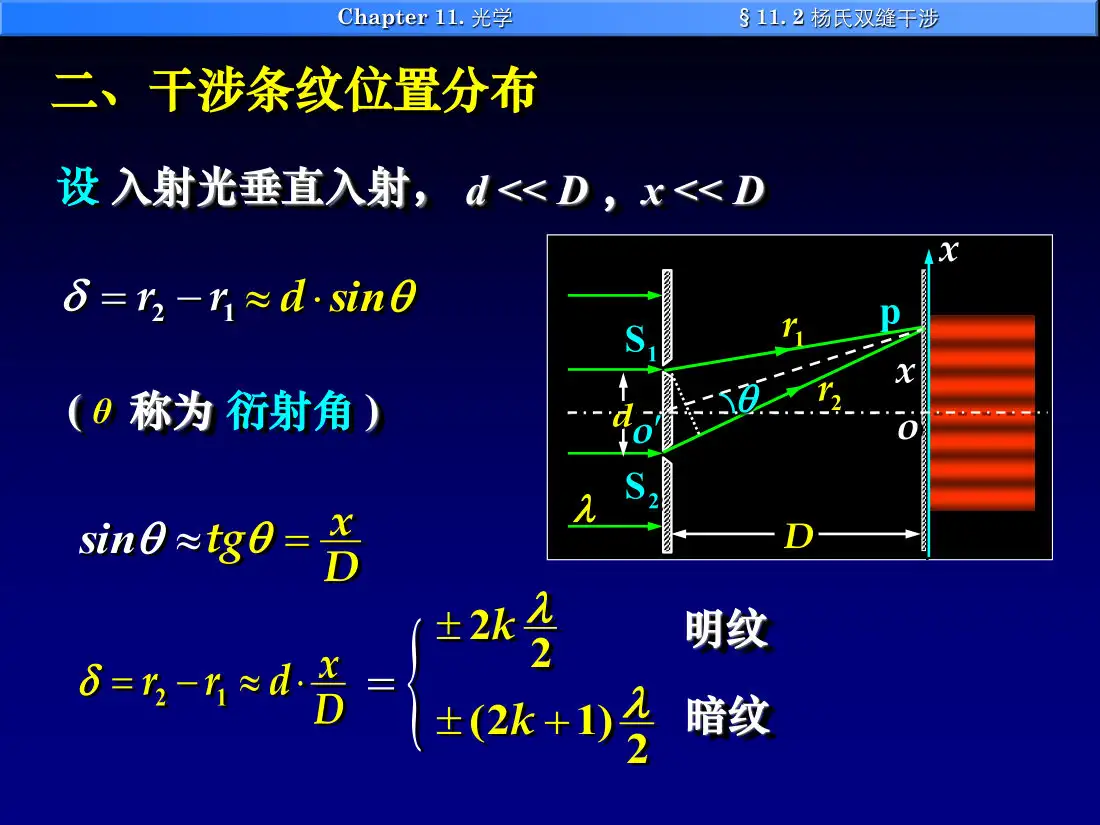 Chapter 11. 光学 §11.2 杨氏双缝干涉
二、干涉条纹位置分布
设 入射光垂直入射， d << D ，x << D
δ = r₂ − r₁ ≈ d · sinθ
( θ 称为 衍射角 )
sinθ ≈ tgθ = x/D
δ = r₂ − r₁ ≈ d · x/D = {
± 2k λ/2 明纹
± (2k + 1) λ/2 暗纹
x
S₁
r₁
p
x
θ
r₂
d
o′
o
S₂
λ
D